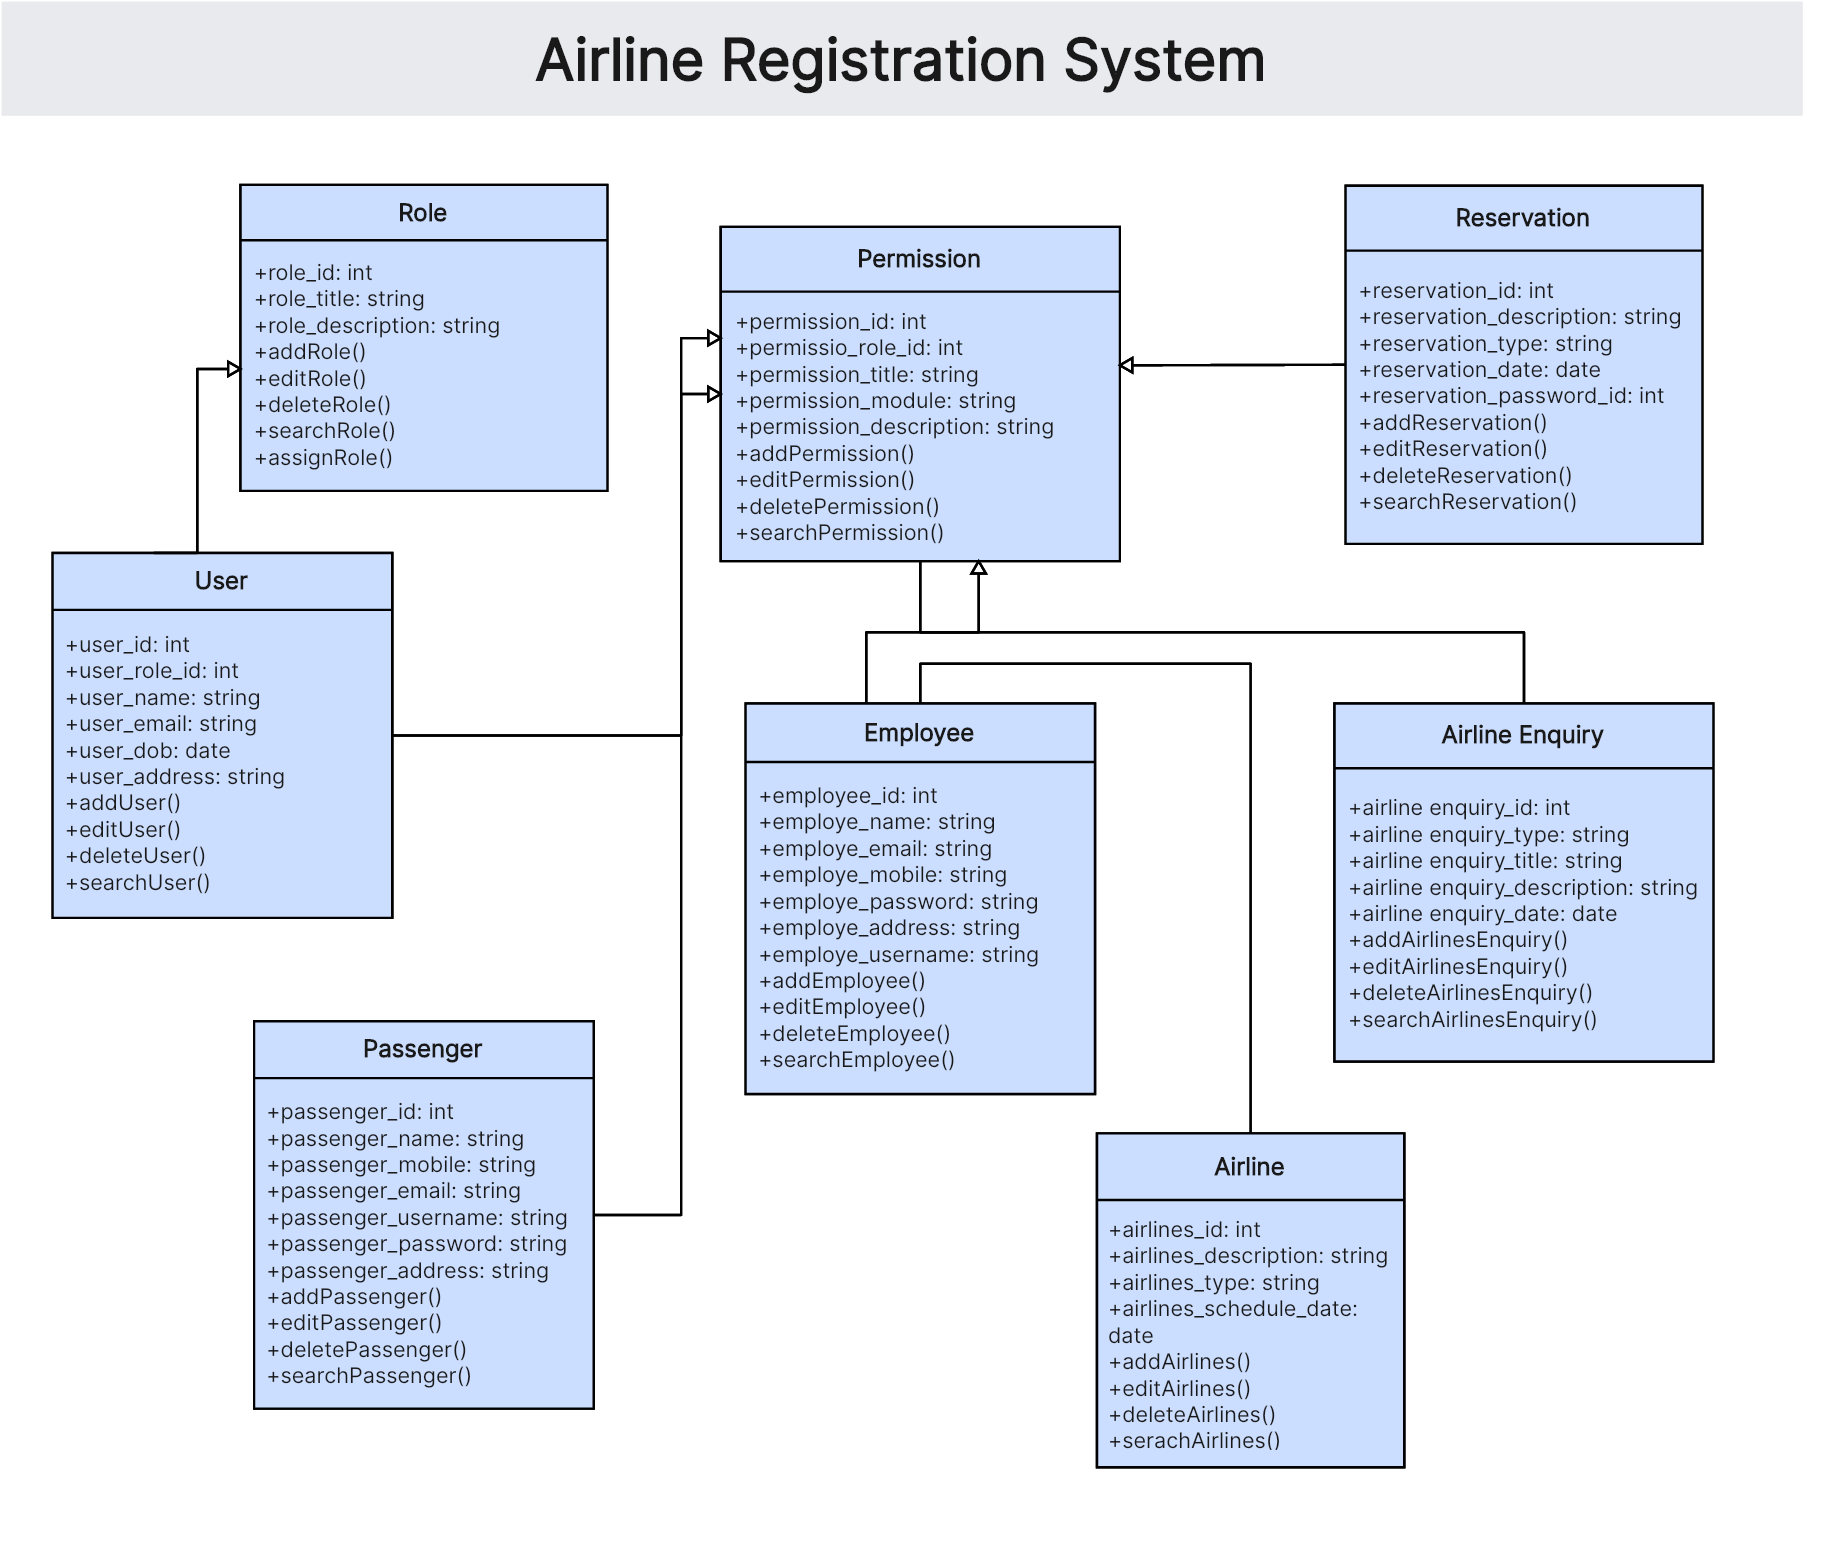 Airline Registration System
Role
+role_id: int
+role_title: string
+role_description: string
+addRole()
+editRole()
+deleteRole()
+searchRole()
+assignRole()
Permission
+permission_id: int
+permissio_role_id: int
+permission_title: string
+permission_module: string
+permission_description: string
+addPermission()
+editPermission()
+deletePermission()
+searchPermission()
Reservation
+reservation_id: int
+reservation_description: string
+reservation_type: string
+reservation_date: date
+reservation_password_id: int
+addReservation()
+editReservation()
+deleteReservation()
+searchReservation()
User
+user_id: int
+user_role_id: int
+user_name: string
+user_email: string
+user_dob: date
+user_address: string
+addUser()
+editUser()
+deleteUser()
+searchUser()
Employee
+employee_id: int
+employe_name: string
+employe_email: string
+employe_mobile: string
+employe_password: string
+employe_address: string
+employe_username: string
+addEmployee()
+editEmployee()
+deleteEmployee()
+searchEmployee()
Airline Enquiry
+airline enquiry_id: int
+airline enquiry_type: string
+airline enquiry_title: string
+airline enquiry_description: string
+airline enquiry_date: date
+addAirlinesEnquiry()
+editAirlinesEnquiry()
+deleteAirlinesEnquiry()
+searchAirlinesEnquiry()
Passenger
+passenger_id: int
+passenger_name: string
+passenger_mobile: string
+passenger_email: string
+passenger_username: string
+passenger_password: string
+passenger_address: string
+addPassenger()
+editPassenger()
+deletePassenger()
+searchPassenger()
Airline
+airlines_id: int
+airlines_description: string
+airlines_type: string
+airlines_schedule_date:
date
+addAirlines()
+editAirlines()
+deleteAirlines()
+serachAirlines()